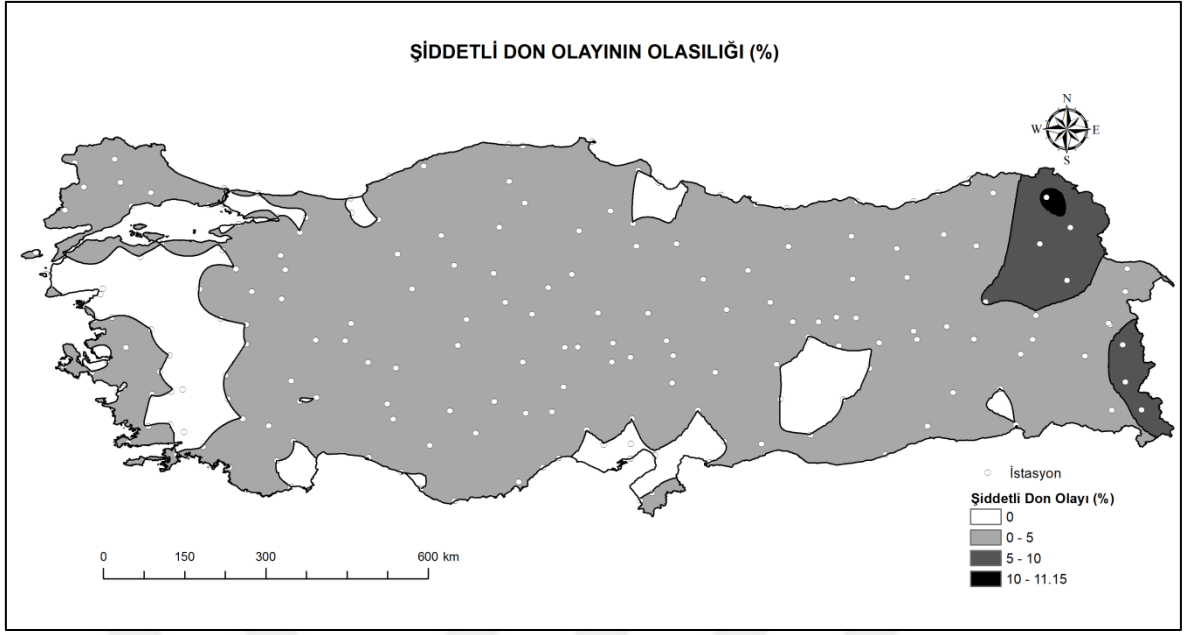 ŞİDDETLİ DON OLAYININ OLASILIĞI (%)
N
W E
S
İstasyon
Şiddetli Don Olayı (%)
0
0 - 5
5 - 10
10 - 11.15
0 150 300 600 km